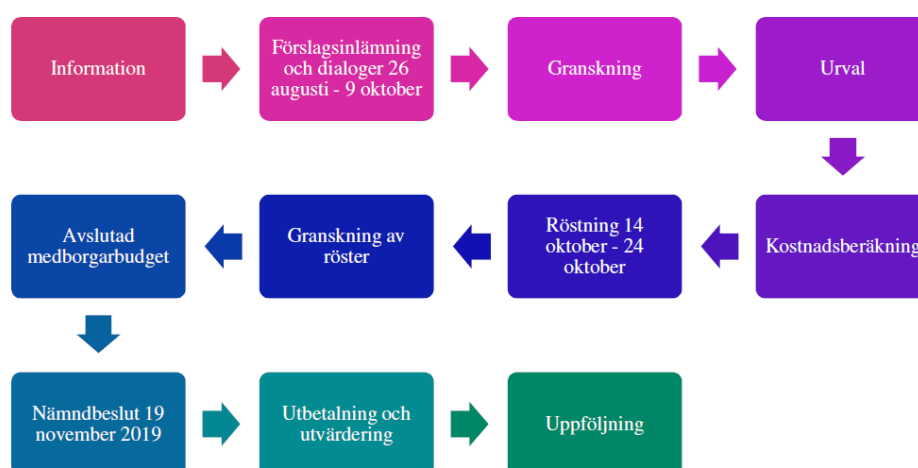 Information
Förslagsinlämning
och dialoger 26
augusti - 9 oktober
Granskning
Urval
Kostnadsberäkning
Röstning 14
oktober - 24
oktober
Granskning av
röster
Avslutad
medborgarbudget
Nämndbeslut 19
november 2019
Utbetalning och
utvärdering
Uppföljning